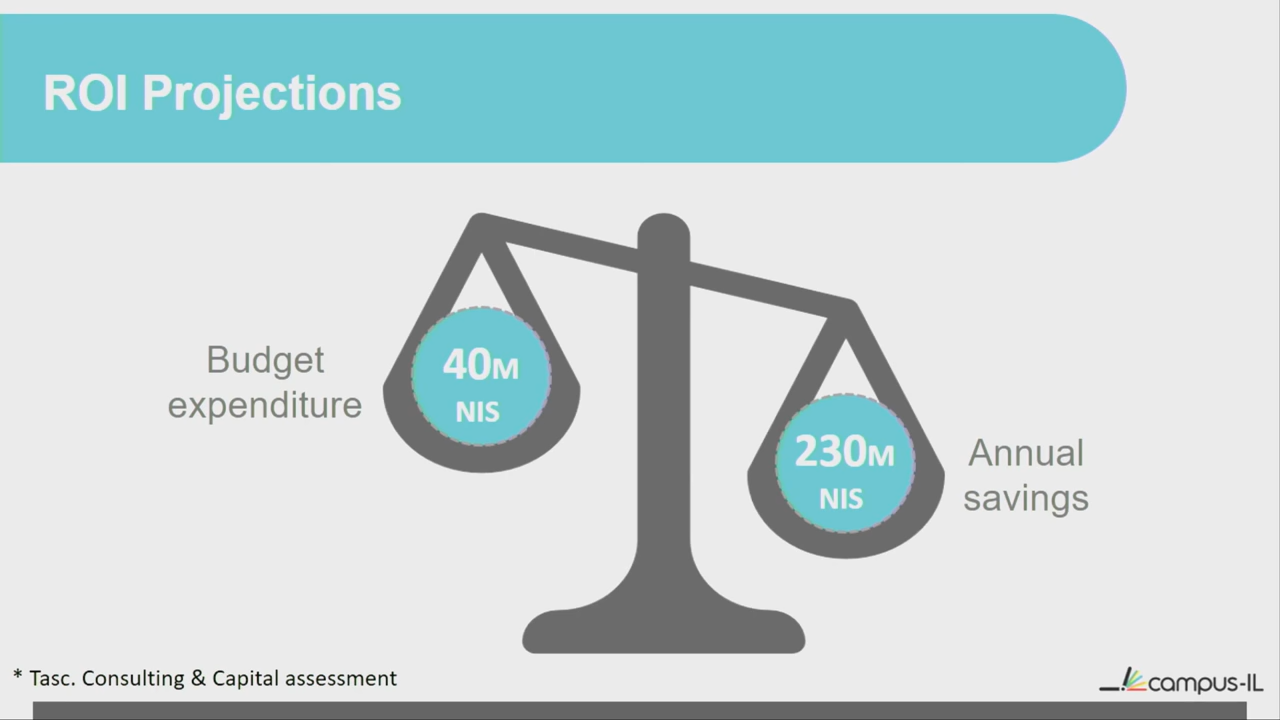 ROI Projections
Budget
expenditure
40M
NIS
230M
NIS
Annual
savings
* Tasc. Consulting & Capital assessment
campus-IL